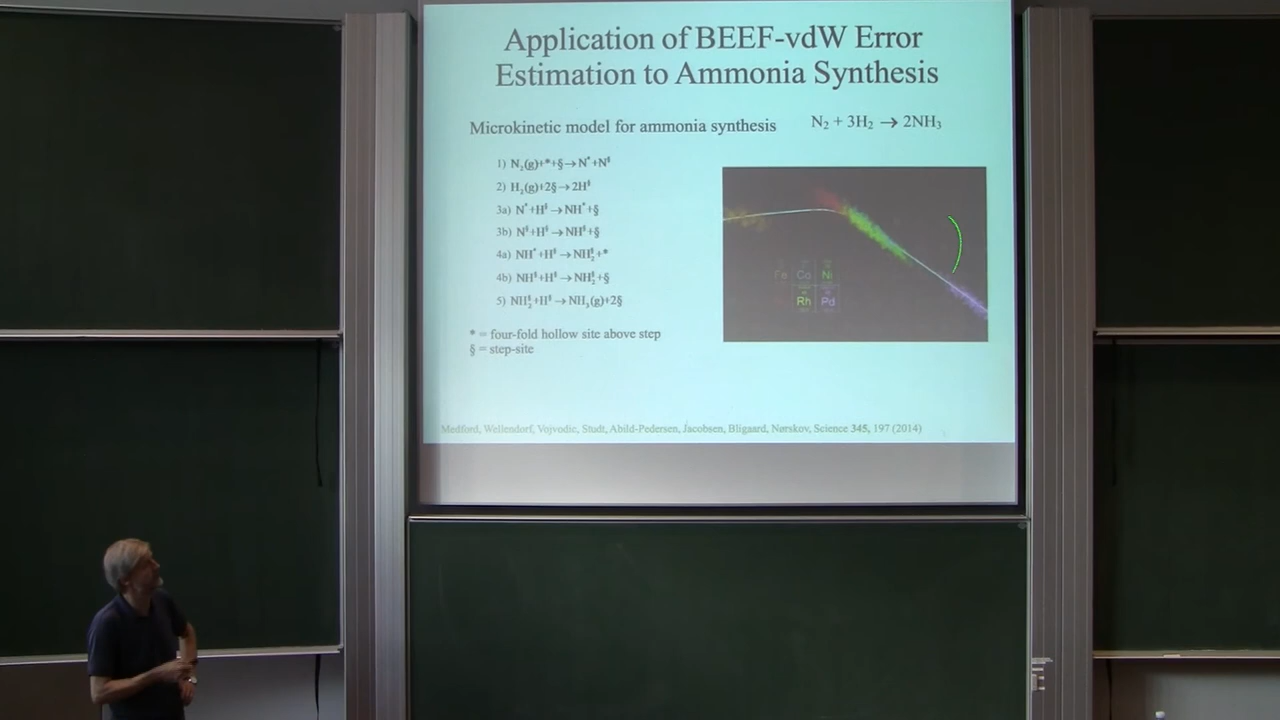 Application of BEEF-vdW Error
Estimation to Ammonia Synthesis
Microkinetic model for ammonia synthesis
N₂ + 3H₂ → 2NH₃
1) N₂(g)+*+§→N*+N§
2) H₂(g)+2§→2H§
3a) N*+H§→NH*+§
3b) N§+H§→NH§+§
4a) NH*+H§→NH₂§+*
4b) NH§+H§→NH₂§+§
5) NH₂§+H§→NH₃(g)+2§
* = four-fold hollow site above step
§ = step-site
Fe Co Ni
Rh Pd
Medford, Wellendorf, Vojvodic, Studt, Abild-Pedersen, Jacobsen, Bligaard, Nørskov, Science 345, 197 (2014)